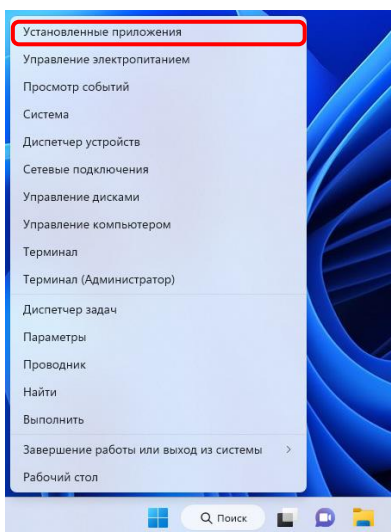 Установленные приложения
Управление электропитанием
Просмотр событий
Система
Диспетчер устройств
Сетевые подключения
Управление дисками
Управление компьютером
Терминал
Терминал (Администратор)
Диспетчер задач
Параметры
Проводник
Найти
Выполнить
Завершение работы или выход из системы
Рабочий стол
Поиск